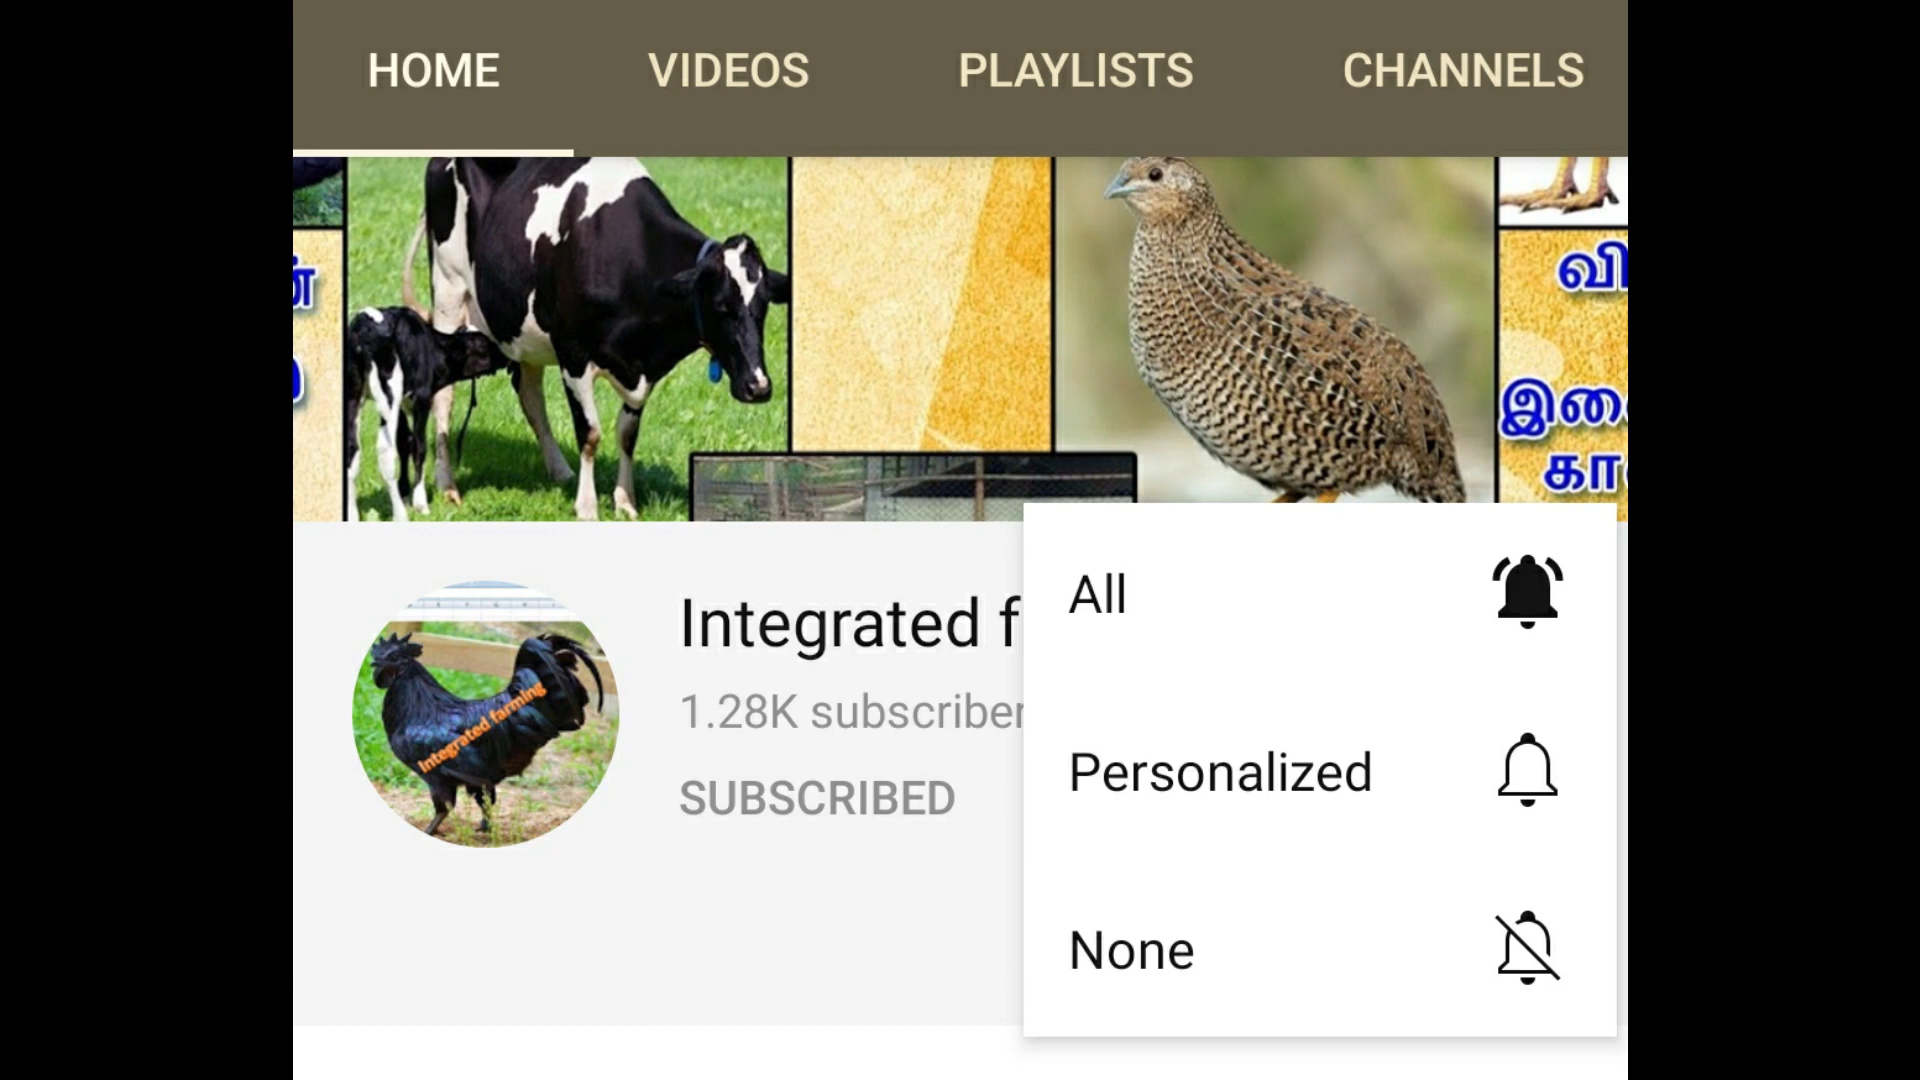 HOME VIDEOS PLAYLISTS CHANNELS
இ
கா
Integrated f
1.28K subscriber
SUBSCRIBED
Integrated farming
All
Personalized
None